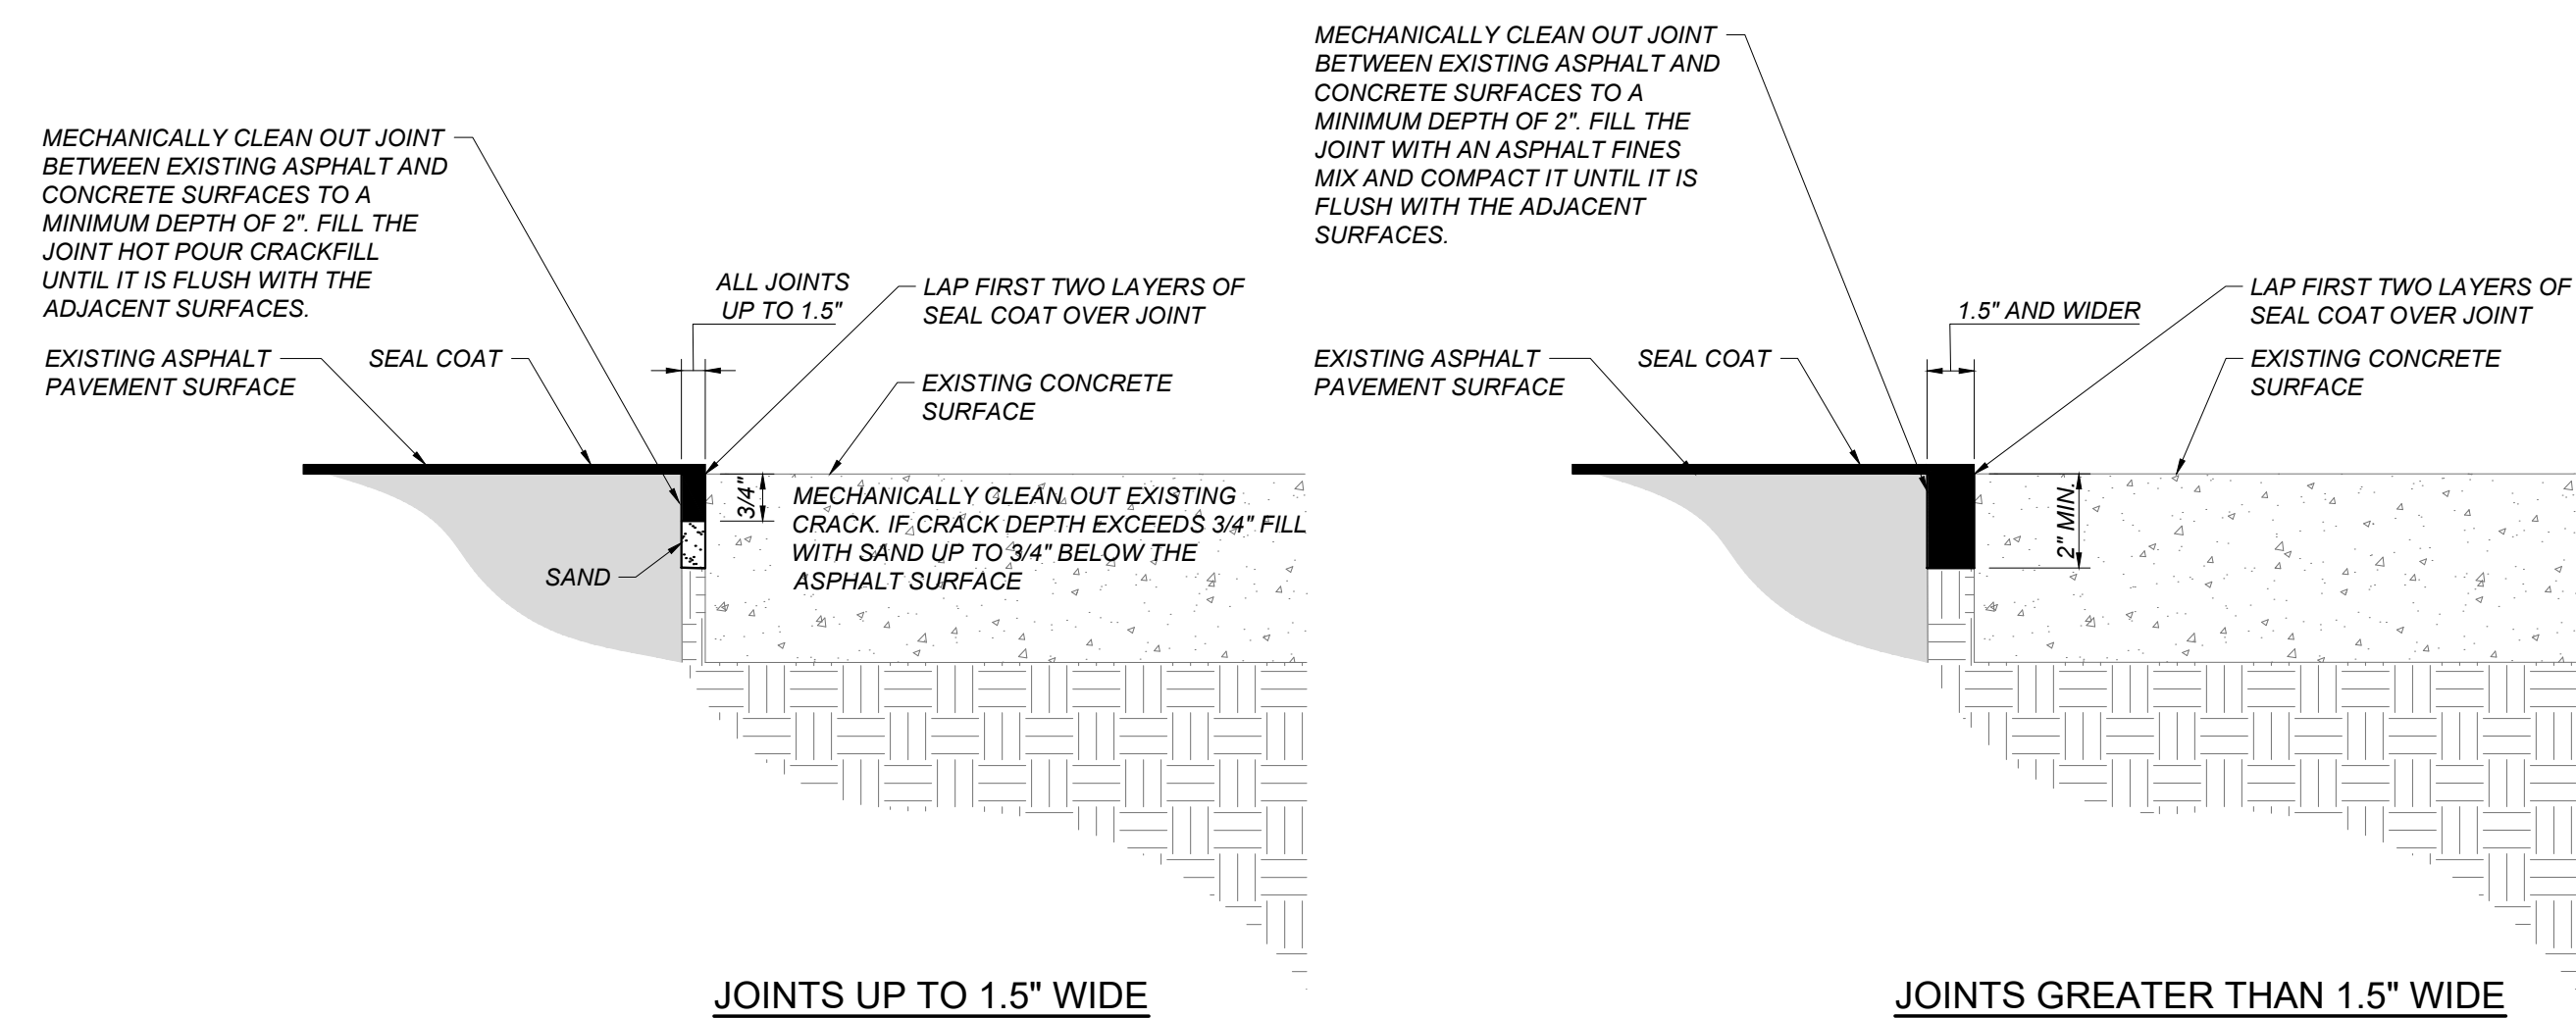 MECHANICALLY CLEAN OUT JOINT
BETWEEN EXISTING ASPHALT AND
CONCRETE SURFACES TO A
MINIMUM DEPTH OF 2". FILL THE
JOINT HOT POUR CRACKFILL
UNTIL IT IS FLUSH WITH THE
ADJACENT SURFACES.
ALL JOINTS
UP TO 1.5"
LAP FIRST TWO LAYERS OF
SEAL COAT OVER JOINT
EXISTING ASPHALT
PAVEMENT SURFACE
SEAL COAT
EXISTING CONCRETE
SURFACE
3/4"
MECHANICALLY CLEAN OUT EXISTING
CRACK. IF CRACK DEPTH EXCEEDS 3/4" FILL
WITH SAND UP TO 3/4" BELOW THE
ASPHALT SURFACE
SAND
JOINTS UP TO 1.5" WIDE
MECHANICALLY CLEAN OUT JOINT
BETWEEN EXISTING ASPHALT AND
CONCRETE SURFACES TO A
MINIMUM DEPTH OF 2". FILL THE
JOINT WITH AN ASPHALT FINES
MIX AND COMPACT IT UNTIL IT IS
FLUSH WITH THE ADJACENT
SURFACES.
1.5" AND WIDER
LAP FIRST TWO LAYERS OF
SEAL COAT OVER JOINT
EXISTING ASPHALT
PAVEMENT SURFACE
SEAL COAT
EXISTING CONCRETE
SURFACE
2" MIN.
JOINTS GREATER THAN 1.5" WIDE